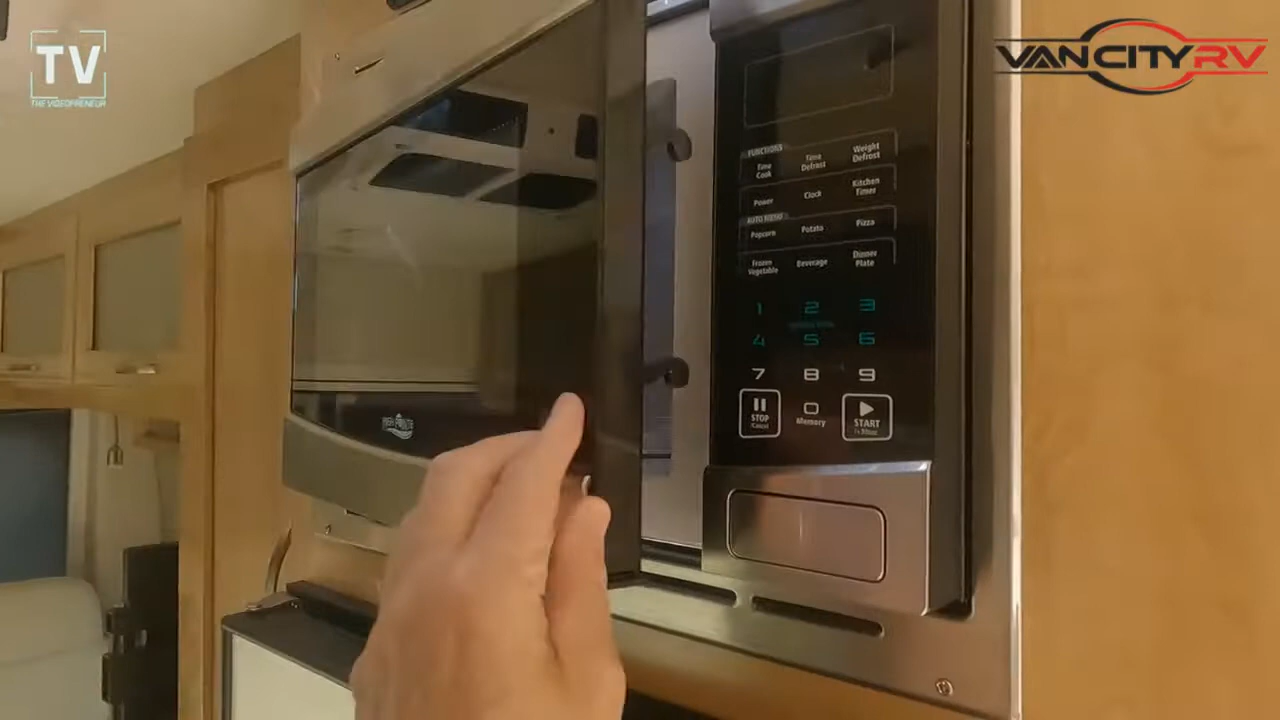 TV
THE VIDEOPRENEUR
VANCITYRV
FUNCTIONS
Time Cook
Time Defrost
Weight Defrost
Power
Clock
Kitchen Timer
AUTO MENU
Popcorn
Potato
Pizza
Frozen Vegetable
Beverage
Dinner Plate
1 2 3
4 5 6
7 8 9
STOP
/Cancel
0
Memory
START
HIGH POINTE